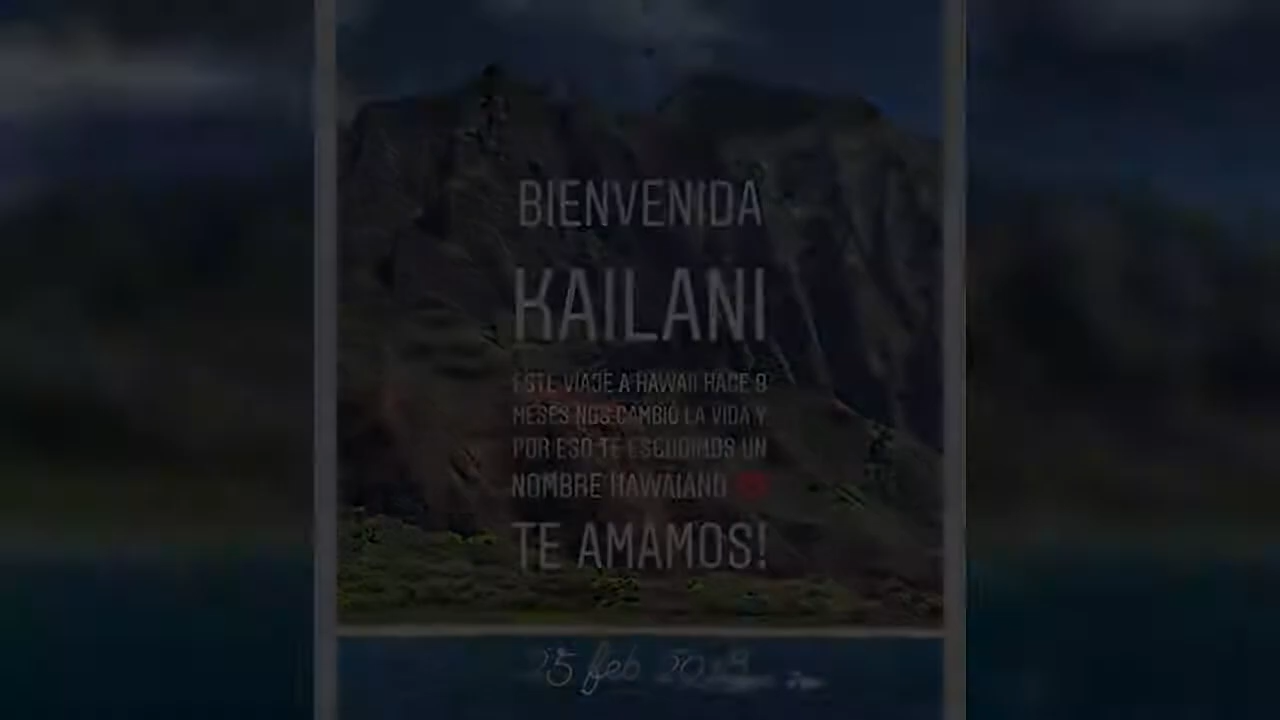 BIENVENIDA
KAILANI
ESTE VIAJE A HAWAII HACE 9
MESES NOS CAMBIÓ LA VIDA Y
POR ESO TE ESCOGIMOS UN
NOMBRE HAWAIANO
TE AMAMOS!
25 feb